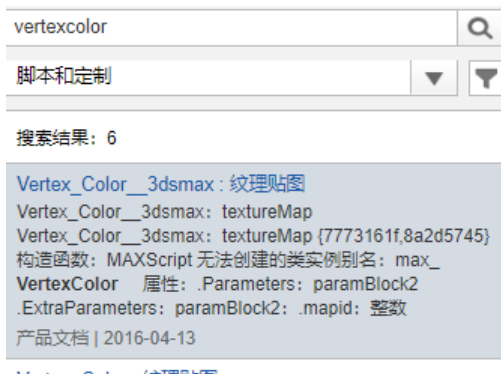 vertexcolor
脚本和定制
搜索结果：6
Vertex_Color__3dsmax : 纹理贴图
Vertex_Color__3dsmax：textureMap
Vertex_Color__3dsmax：textureMap {7773161f,8a2d5745}
构造函数：MAXScript 无法创建的类实例别名：max_
VertexColor 属性：.Parameters：paramBlock2
.ExtraParameters：paramBlock2：.mapid：整数
产品文档 | 2016-04-13